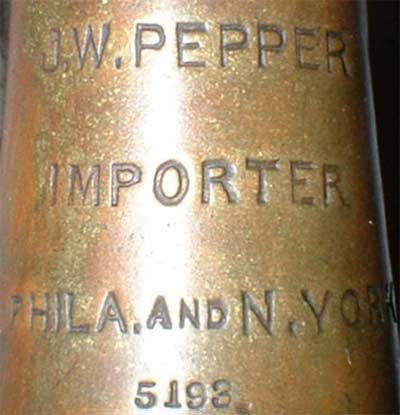 J.W. PEPPER
IMPORTER
PHILA. AND N. YORK
5193